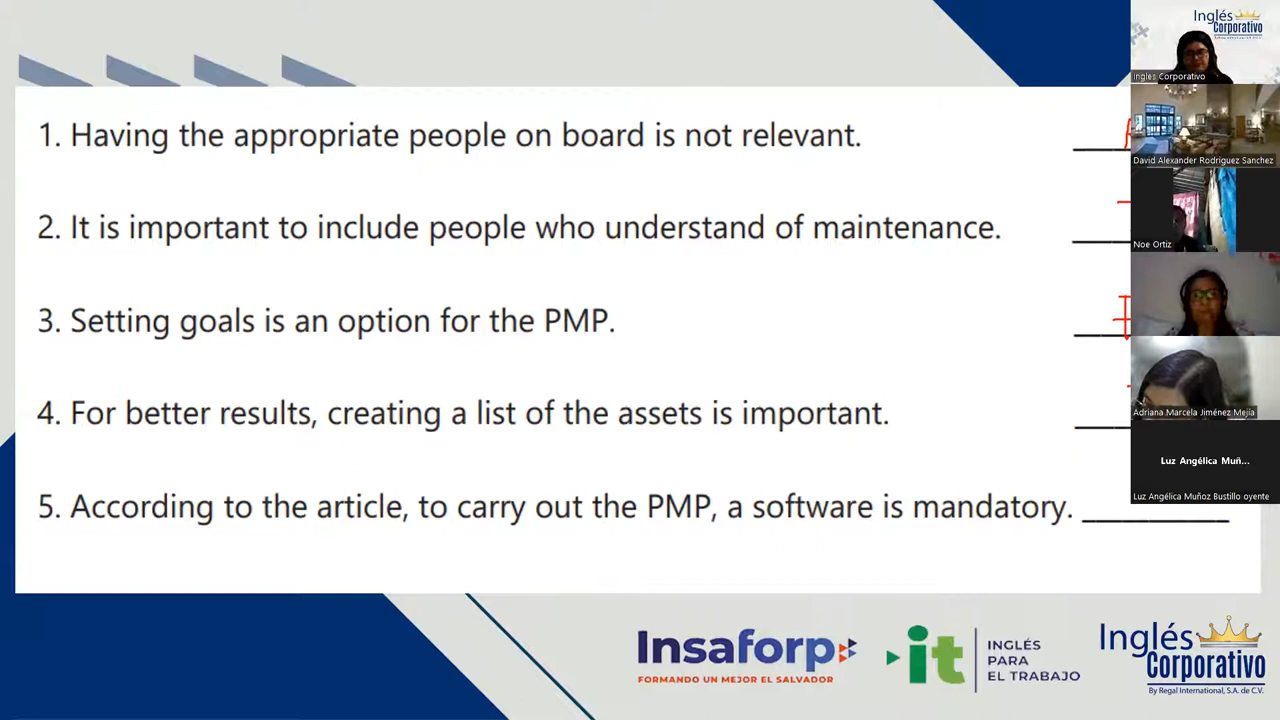 Inglés
Corporativo
Ingles Corporativo
1. Having the appropriate people on board is not relevant.
David Alexander Rodriguez Sanchez
2. It is important to include people who understand of maintenance.
Noe Ortiz
3. Setting goals is an option for the PMP.
4. For better results, creating a list of the assets is important.
Adriana Marcela Jiménez Mejía
Luz Angélica Muñ...
Luz Angélica Muñoz Bustillo oyente
5. According to the article, to carry out the PMP, a software is mandatory.
Insaforp
FORMANDO UN MEJOR EL SALVADOR
it
INGLÉS
PARA
EL TRABAJO
Inglés
Corporativo
By Regal International, S.A. de C.V.